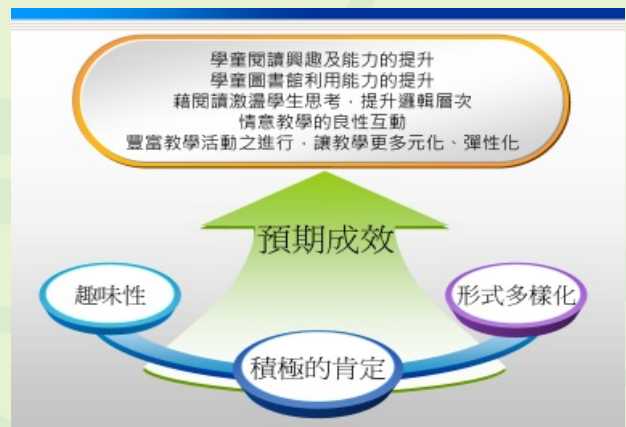 學童閱讀興趣及能力的提升
學童圖書館利用能力的提升
藉閱讀激盪學生思考，提升邏輯層次
情意教學的良性互動
豐富教學活動之進行，讓教學更多元化、彈性化
預期成效
趣味性
形式多樣化
積極的肯定